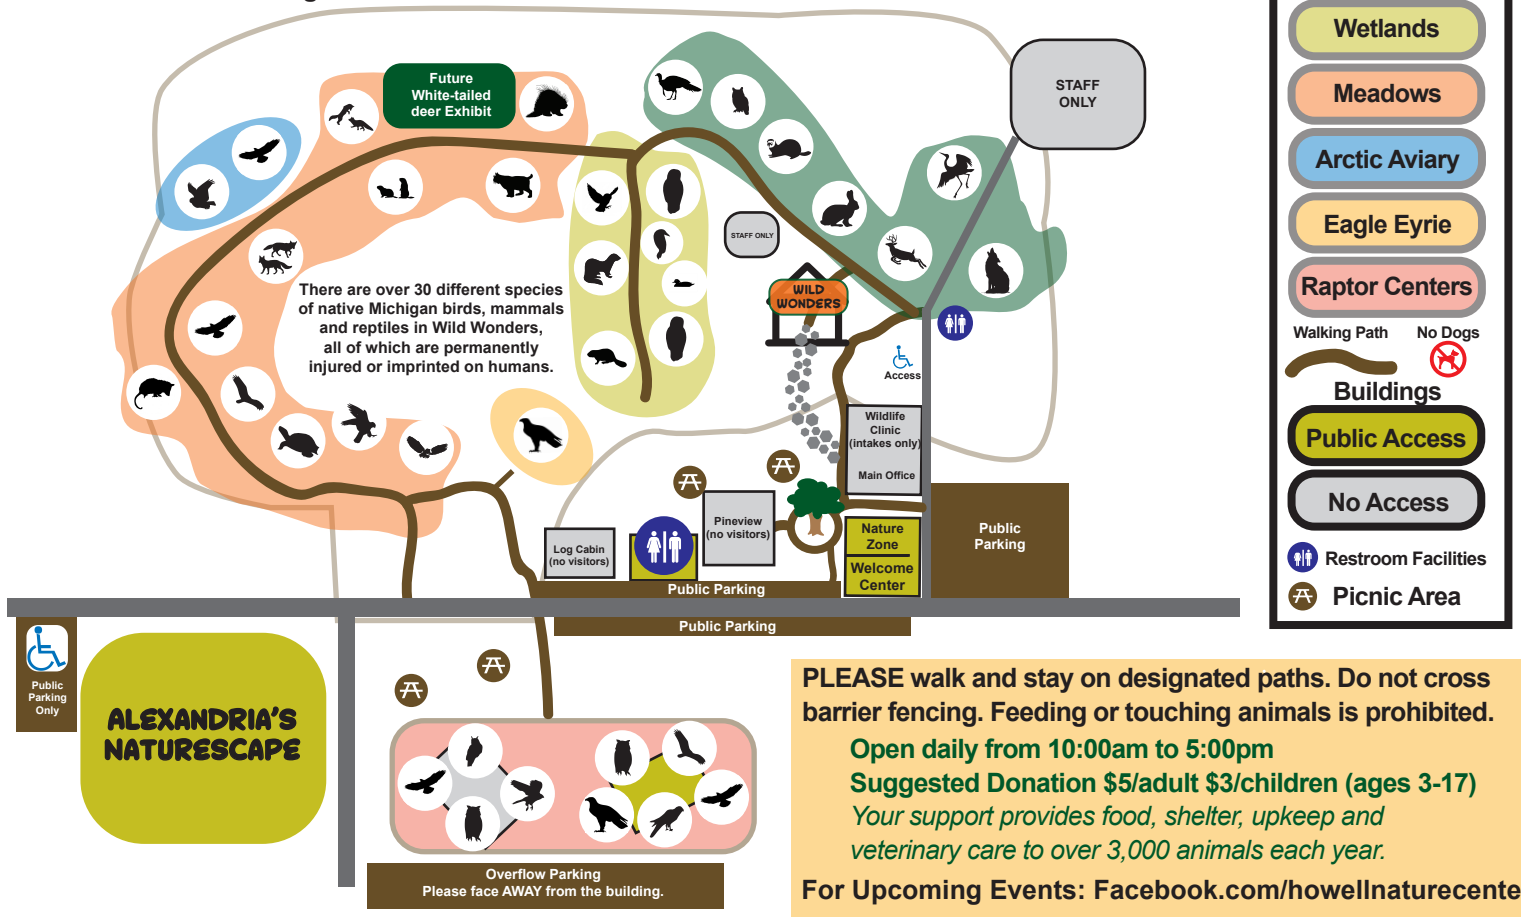 Future
White-tailed
deer Exhibit
STAFF
ONLY
STAFF ONLY
WILD
WONDERS
There are over 30 different species
of native Michigan birds, mammals
and reptiles in Wild Wonders,
all of which are permanently
injured or imprinted on humans.
Access
Wildlife
Clinic
(intakes only)
Main Office
Pineview
(no visitors)
Log Cabin
(no visitors)
Nature
Zone
Welcome
Center
Public
Parking
Public Parking
Public Parking
Public
Parking
Only
ALEXANDRIA'S
NATURESCAPE
Overflow Parking
Please face AWAY from the building.
Wetlands
Meadows
Arctic Aviary
Eagle Eyrie
Raptor Centers
Walking Path
No Dogs
Buildings
Public Access
No Access
Restroom Facilities
Picnic Area
PLEASE walk and stay on designated paths. Do not cross
barrier fencing. Feeding or touching animals is prohibited.
Open daily from 10:00am to 5:00pm
Suggested Donation $5/adult $3/children (ages 3-17)
Your support provides food, shelter, upkeep and
veterinary care to over 3,000 animals each year.
For Upcoming Events: Facebook.com/howellnaturecente